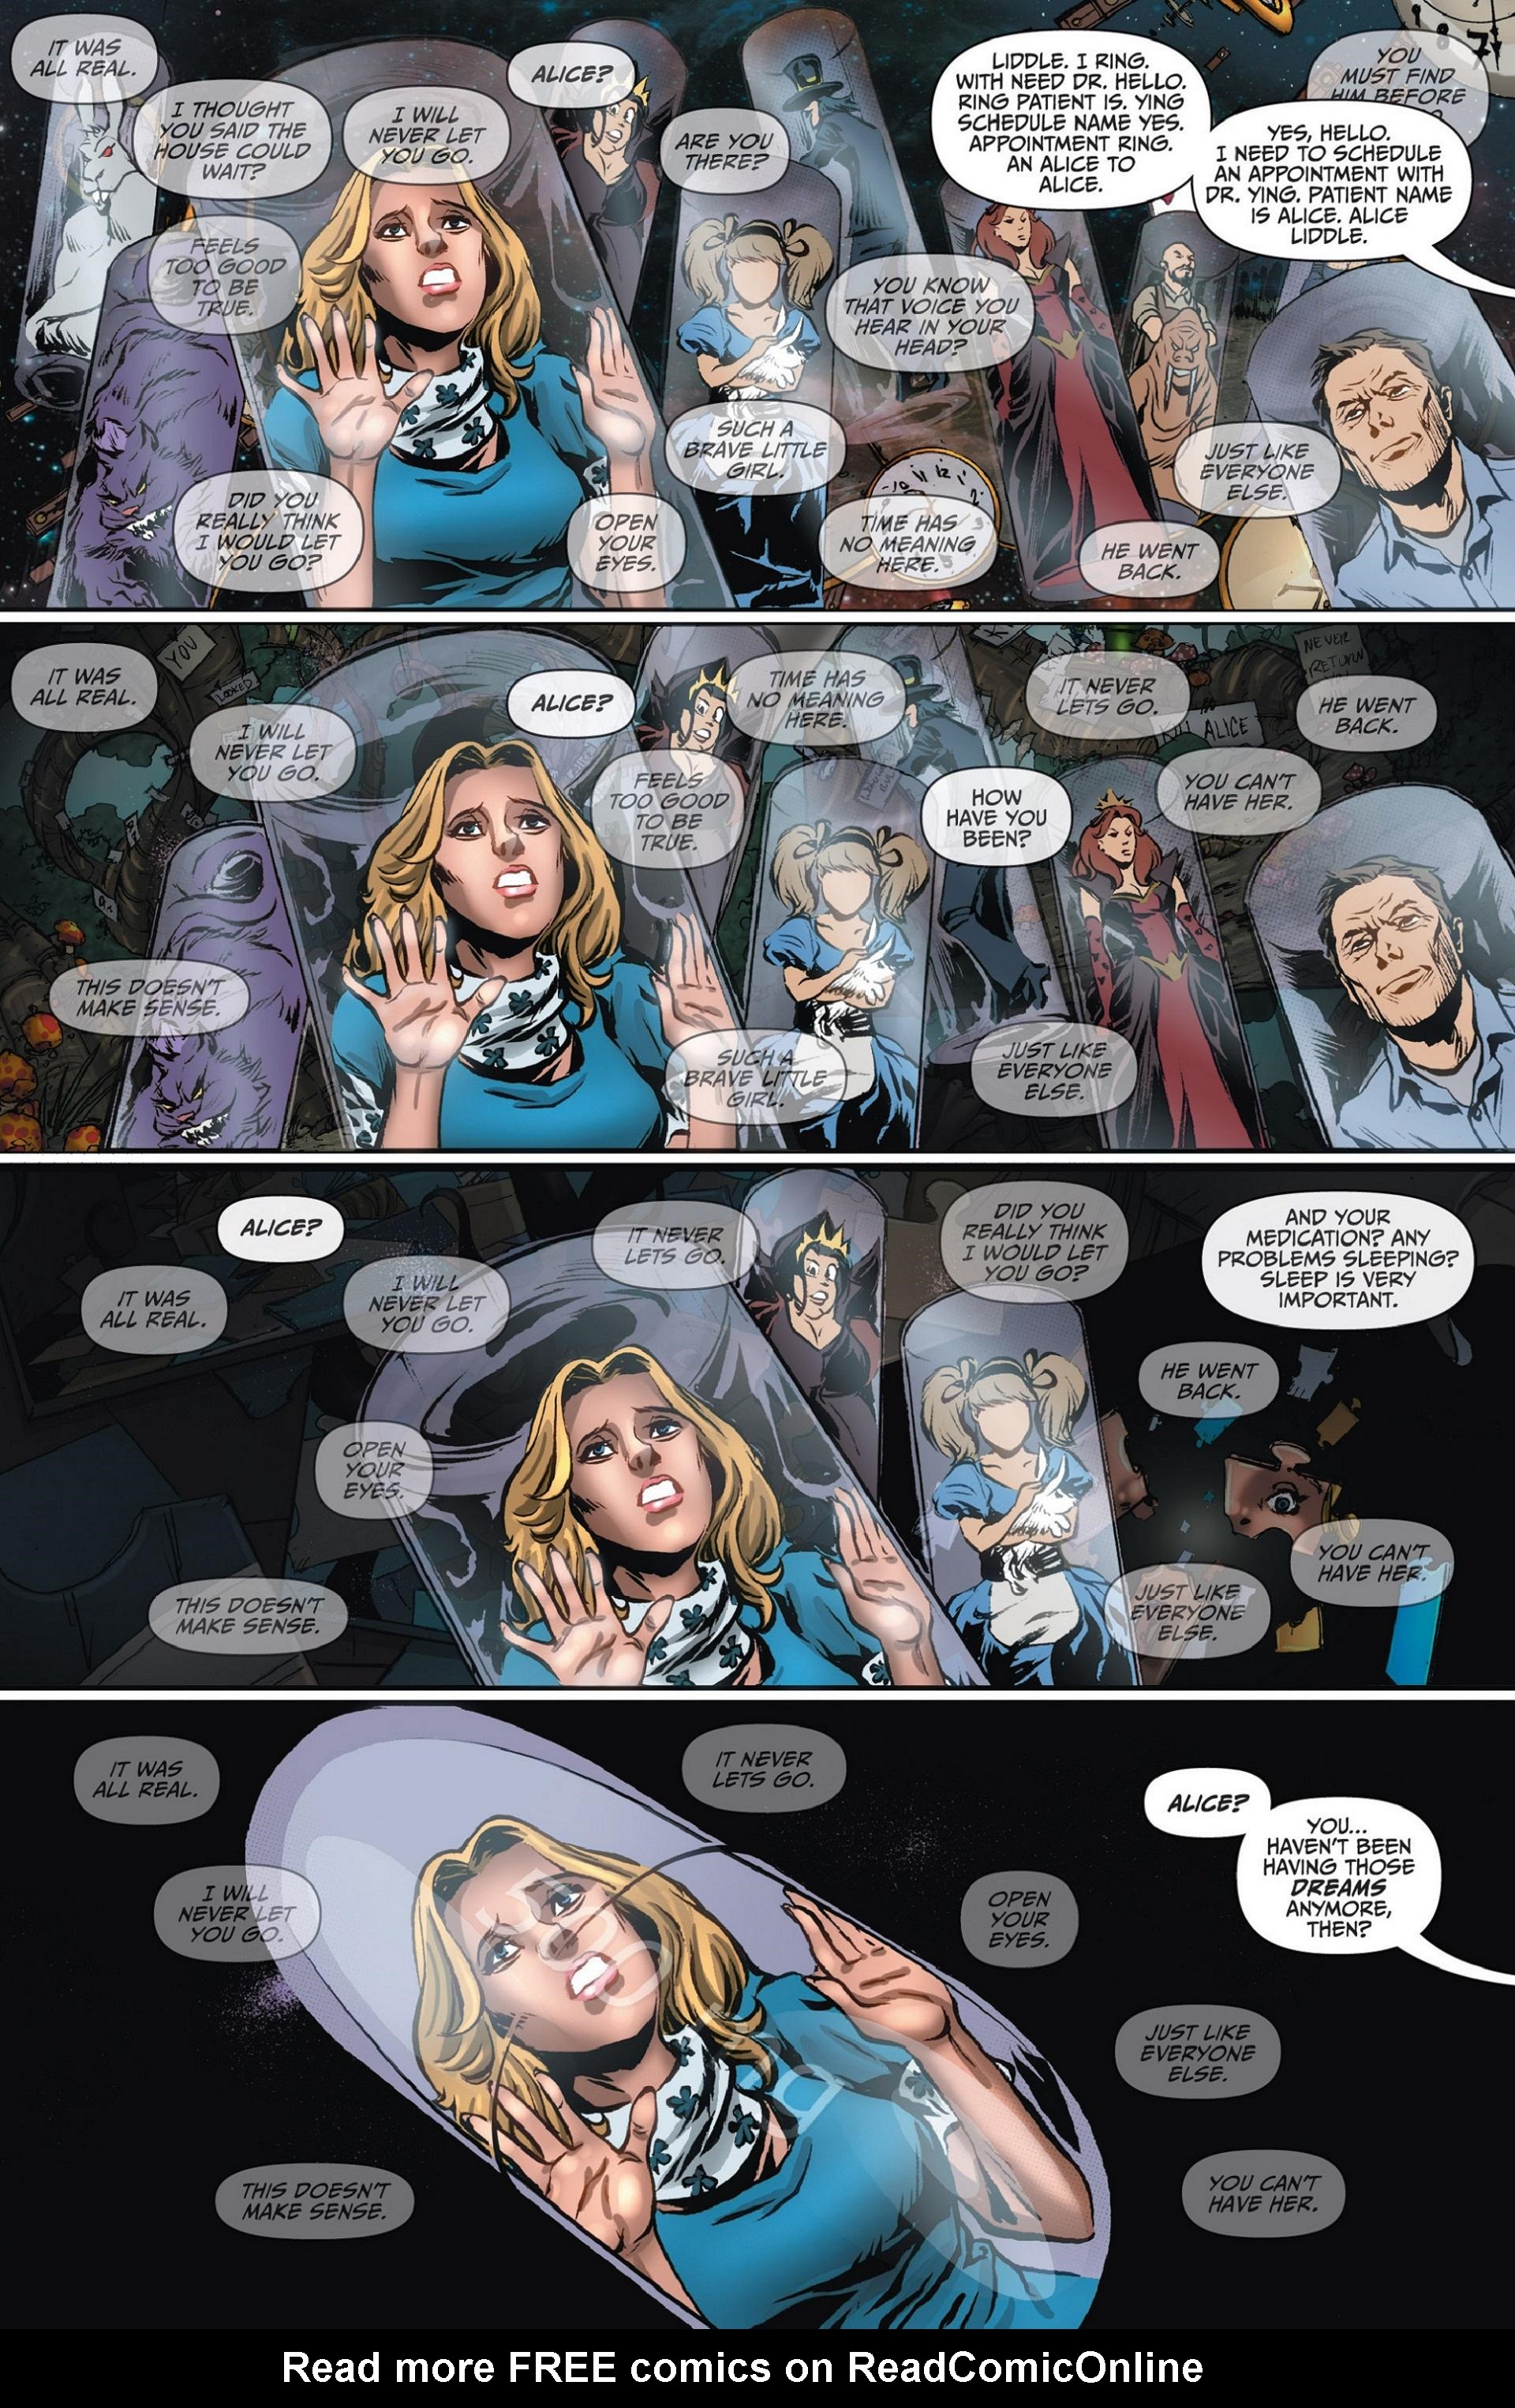 IT WAS
ALL REAL.
I THOUGHT
YOU SAID THE
HOUSE COULD
WAIT?
I WILL
NEVER LET
YOU GO.
ALICE?
ARE YOU
THERE?
LIDDLE. I RING.
WITH NEED DR. HELLO.
RING PATIENT IS. YING
SCHEDULE NAME YES.
APPOINTMENT RING.
AN ALICE TO
ALICE.
8 7
YOU
MUST FIND
HIM BEFORE
YES, HELLO.
I NEED TO SCHEDULE
AN APPOINTMENT WITH
DR. YING. PATIENT NAME
IS ALICE. ALICE
LIDDLE.
FEELS
TOO GOOD
TO BE
TRUE.
YOU KNOW
THAT VOICE YOU
HEAR IN YOUR
HEAD?
SUCH A
BRAVE LITTLE
GIRL.
JUST LIKE
EVERYONE
ELSE.
DID YOU
REALLY THINK
I WOULD LET
YOU GO?
OPEN
YOUR
EYES.
TIME HAS
NO MEANING
HERE.
HE WENT
BACK.
IT WAS
ALL REAL.
YOU
I WILL
NEVER LET
YOU GO.
ALICE?
TIME HAS
NO MEANING
HERE.
IT NEVER
LETS GO.
NEVER
RETURN
HE WENT
BACK.
ALICE
FEELS
TOO GOOD
TO BE
TRUE.
HOW
HAVE YOU
BEEN?
YOU CAN'T
HAVE HER.
THIS DOESN'T
MAKE SENSE.
SUCH A
BRAVE LITTLE
GIRL.
JUST LIKE
EVERYONE
ELSE.
ALICE?
IT WAS
ALL REAL.
I WILL
NEVER LET
YOU GO.
IT NEVER
LETS GO.
DID YOU
REALLY THINK
I WOULD LET
YOU GO?
AND YOUR
MEDICATION? ANY
PROBLEMS SLEEPING?
SLEEP IS VERY
IMPORTANT.
HE WENT
BACK.
OPEN
YOUR
EYES.
YOU CAN'T
HAVE HER.
THIS DOESN'T
MAKE SENSE.
JUST LIKE
EVERYONE
ELSE.
IT WAS
ALL REAL.
IT NEVER
LETS GO.
ALICE?
YOU...
HAVEN'T BEEN
HAVING THOSE
DREAMS
ANYMORE,
THEN?
I WILL
NEVER LET
YOU GO.
OPEN
YOUR
EYES.
JUST LIKE
EVERYONE
ELSE.
THIS DOESN'T
MAKE SENSE.
YOU CAN'T
HAVE HER.
Read more FREE comics on ReadComicOnline